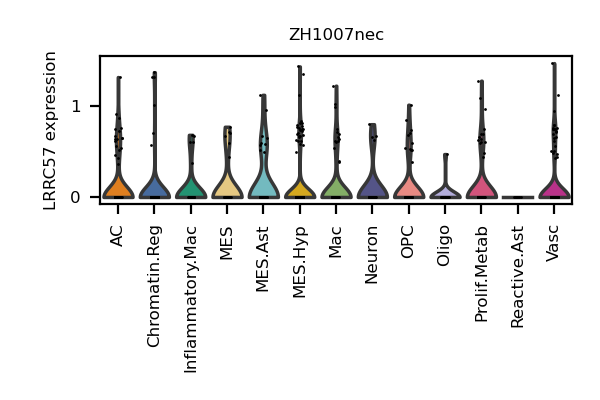 ZH1007nec
LRRC57 expression
1
0
AC
Chromatin.Reg
Inflammatory.Mac
MES
MES.Ast
MES.Hyp
Mac
Neuron
OPC
Oligo
Prolif.Metab
Reactive.Ast
Vasc